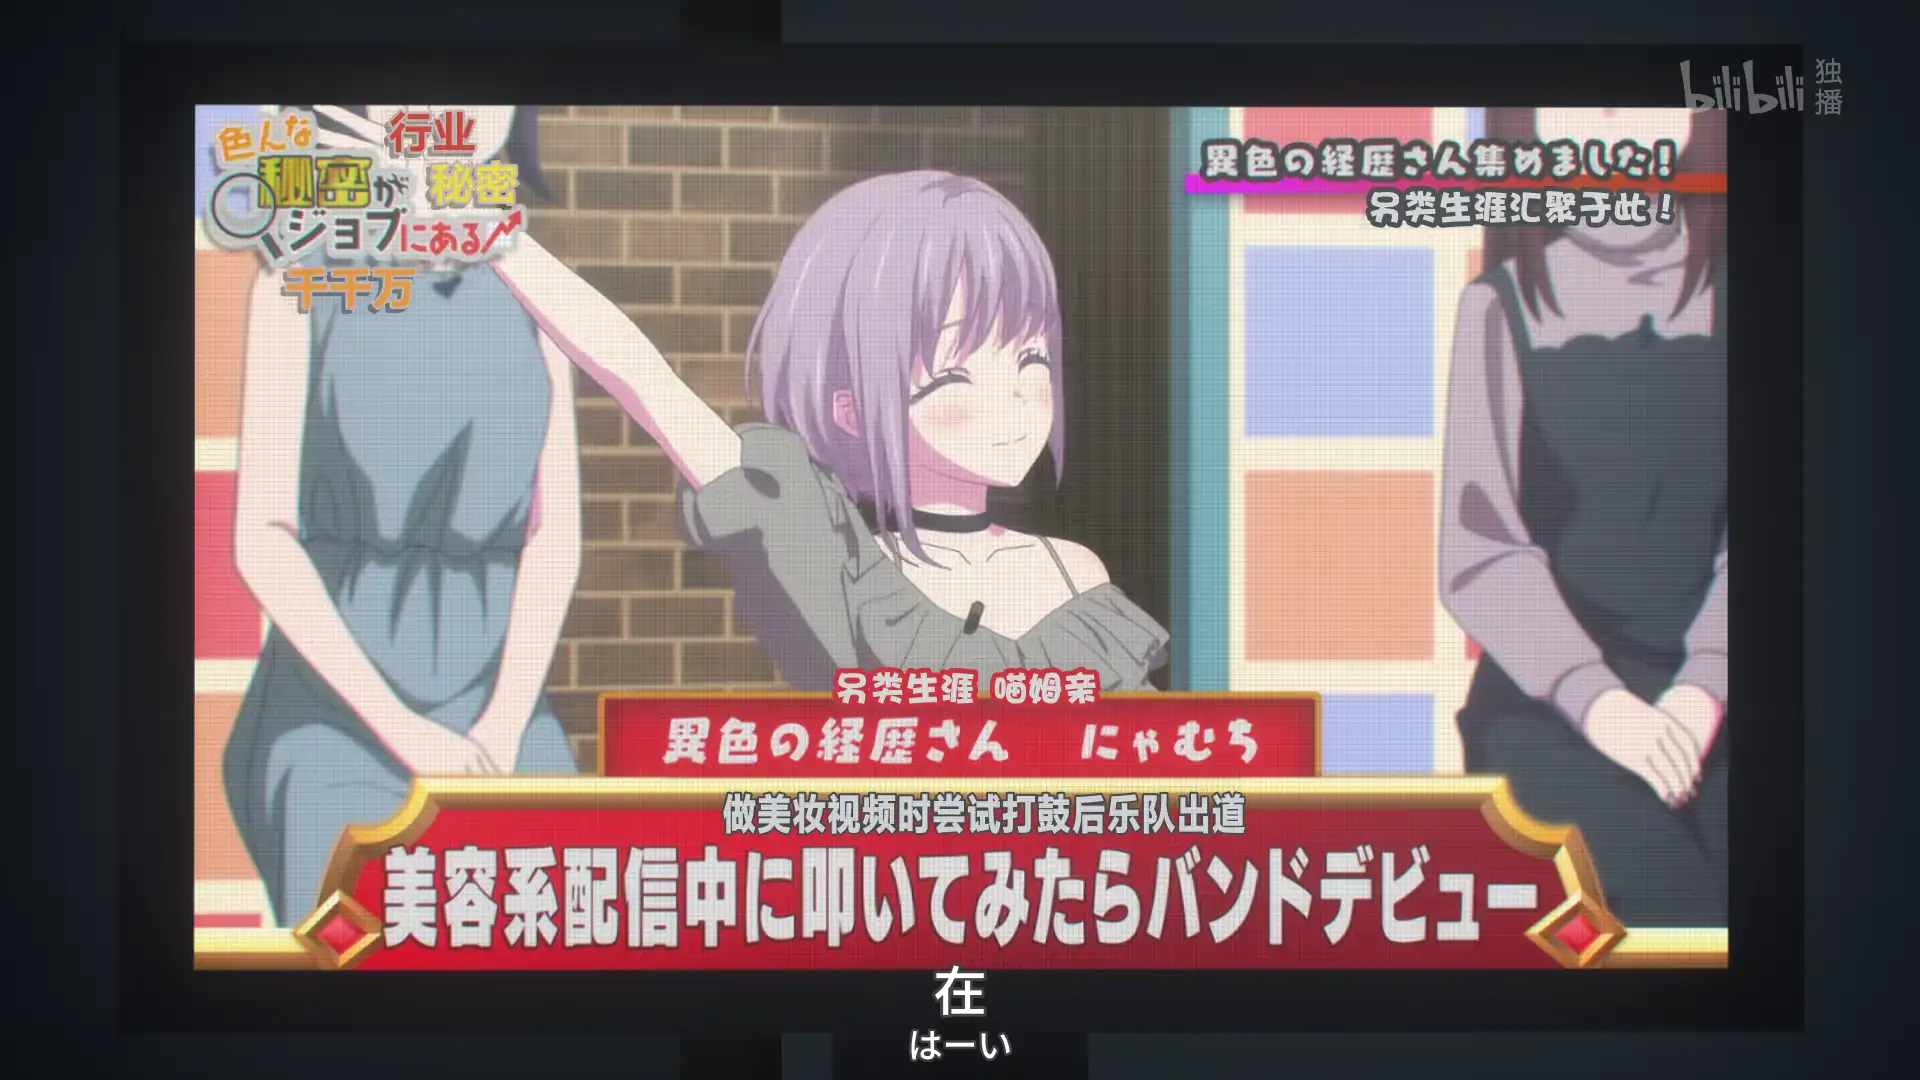 bilibili 独播
色んな
秘密が
ジョブにある
行业
秘密
千千万
異色の経歴さん集めました!
另类生涯汇聚于此!
另类生涯 喵姆亲
異色の経歴さん にゃむち
做美妆视频时尝试打鼓后乐队出道
美容系配信中に叩いてみたらバンドデビュー
在
はーい